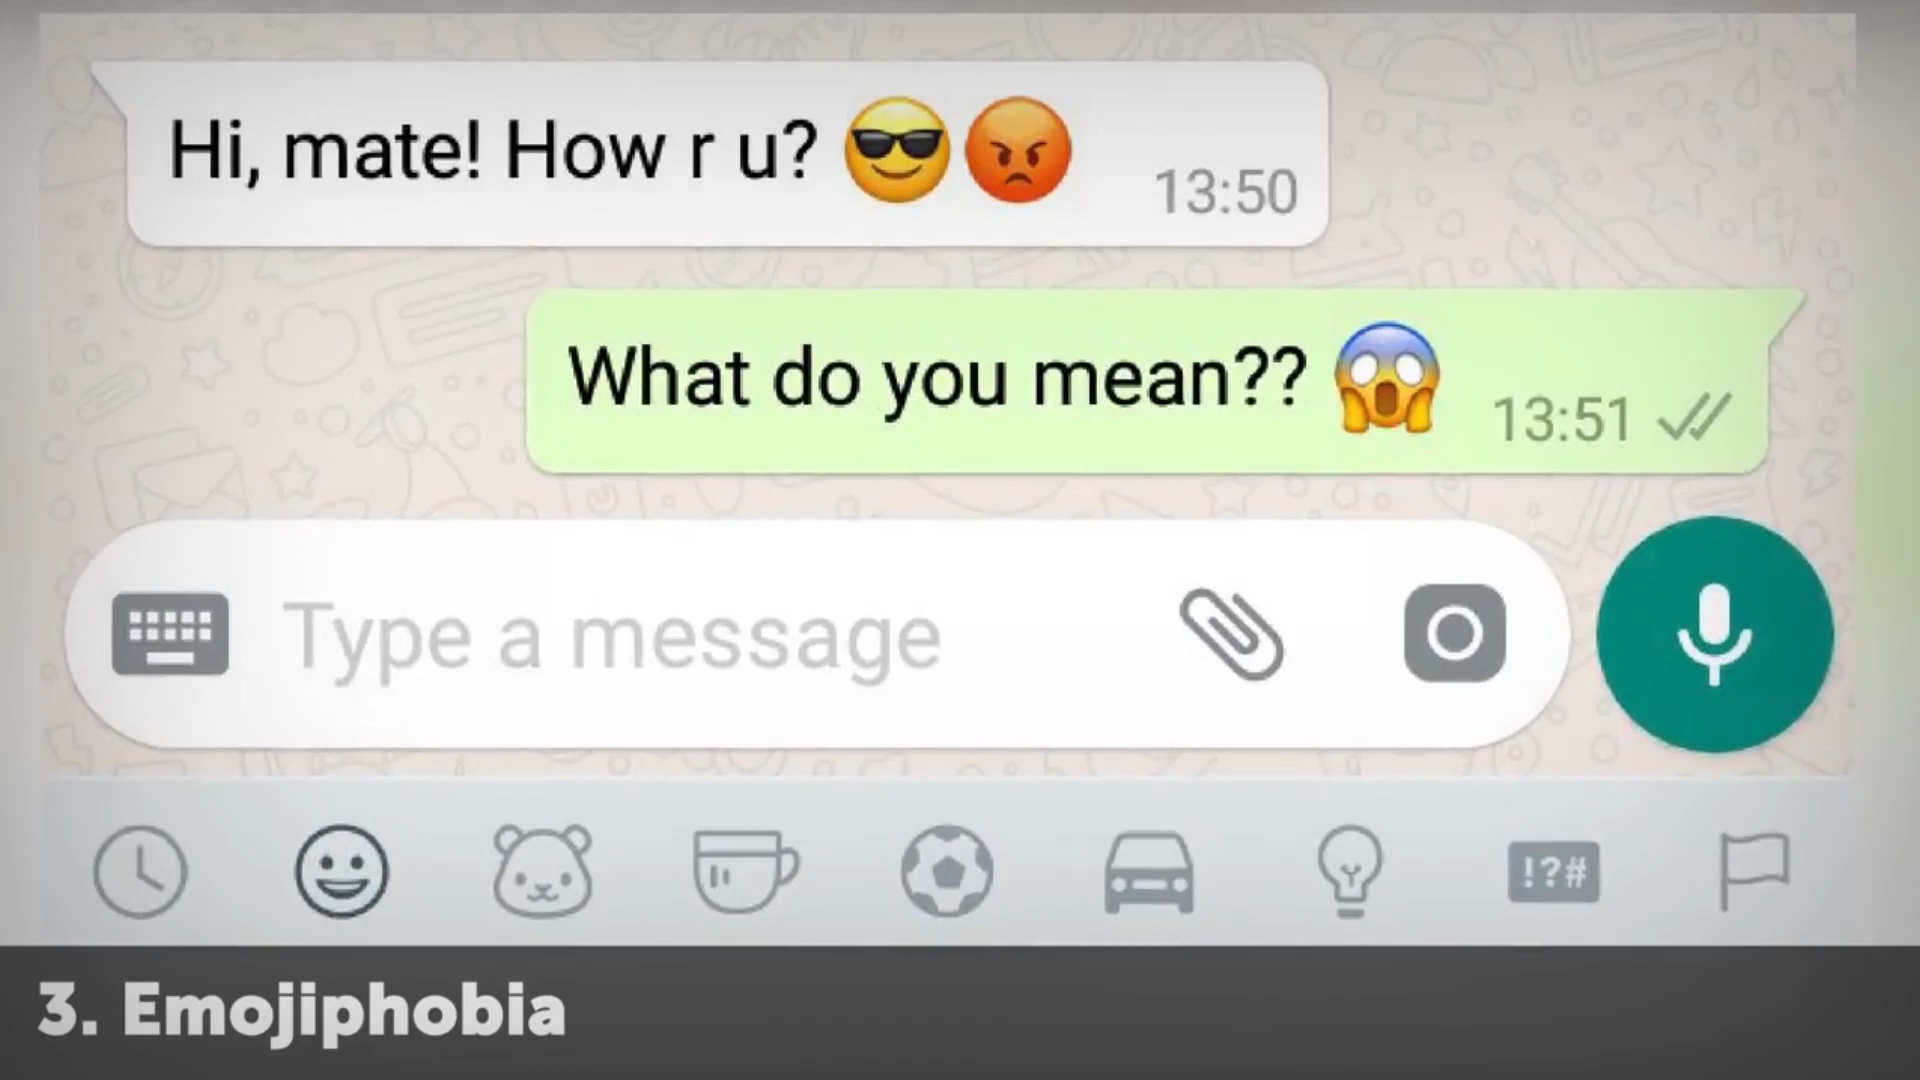 Hi, mate! How r u? 😎😡
13:50
What do you mean?? 😱
13:51
Type a message
!?#
3. Emojiphobia